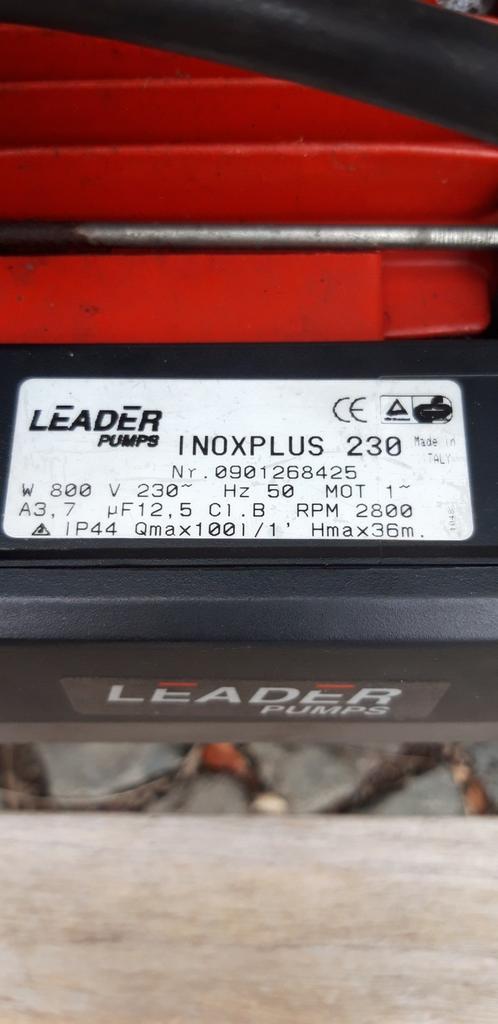 LEADER
PUMPS
INOXPLUS 230
CE
Made in
ITALY
Nr.0901268425
W 800 V 230~ Hz 50 MOT 1~
A3,7 µF12,5 Cl.B RPM 2800
IP44 Qmax100l/1' Hmax36m.
LEADER
PUMPS